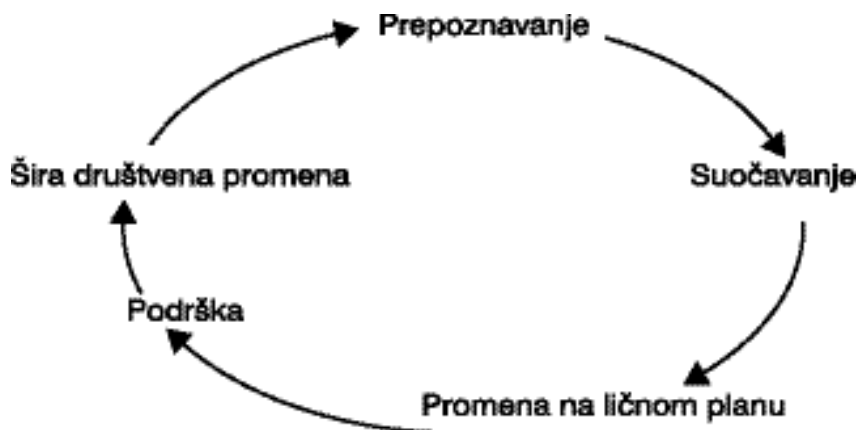 Prepoznavanje
Šira društvena promena
Suočavanje
Podrška
Promena na ličnom planu